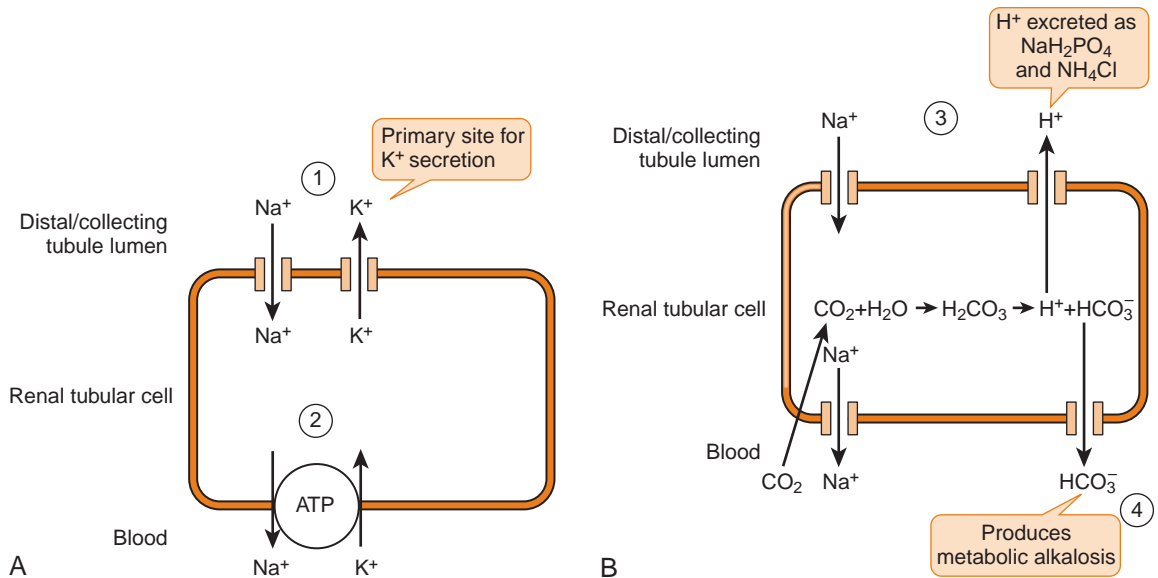 Primary site for
K⁺ secretion
1
Na⁺
K⁺
Distal/collecting
tubule lumen
Na⁺
K⁺
Renal tubular cell
2
ATP
Blood
Na⁺
K⁺
A
H⁺ excreted as
NaH₂PO₄
and NH₄Cl
3
Na⁺
H⁺
Distal/collecting
tubule lumen
Renal tubular cell
CO₂+H₂O
H₂CO₃
H⁺+HCO₃⁻
Na⁺
Blood
CO₂
Na⁺
HCO₃⁻
4
Produces
metabolic alkalosis
B